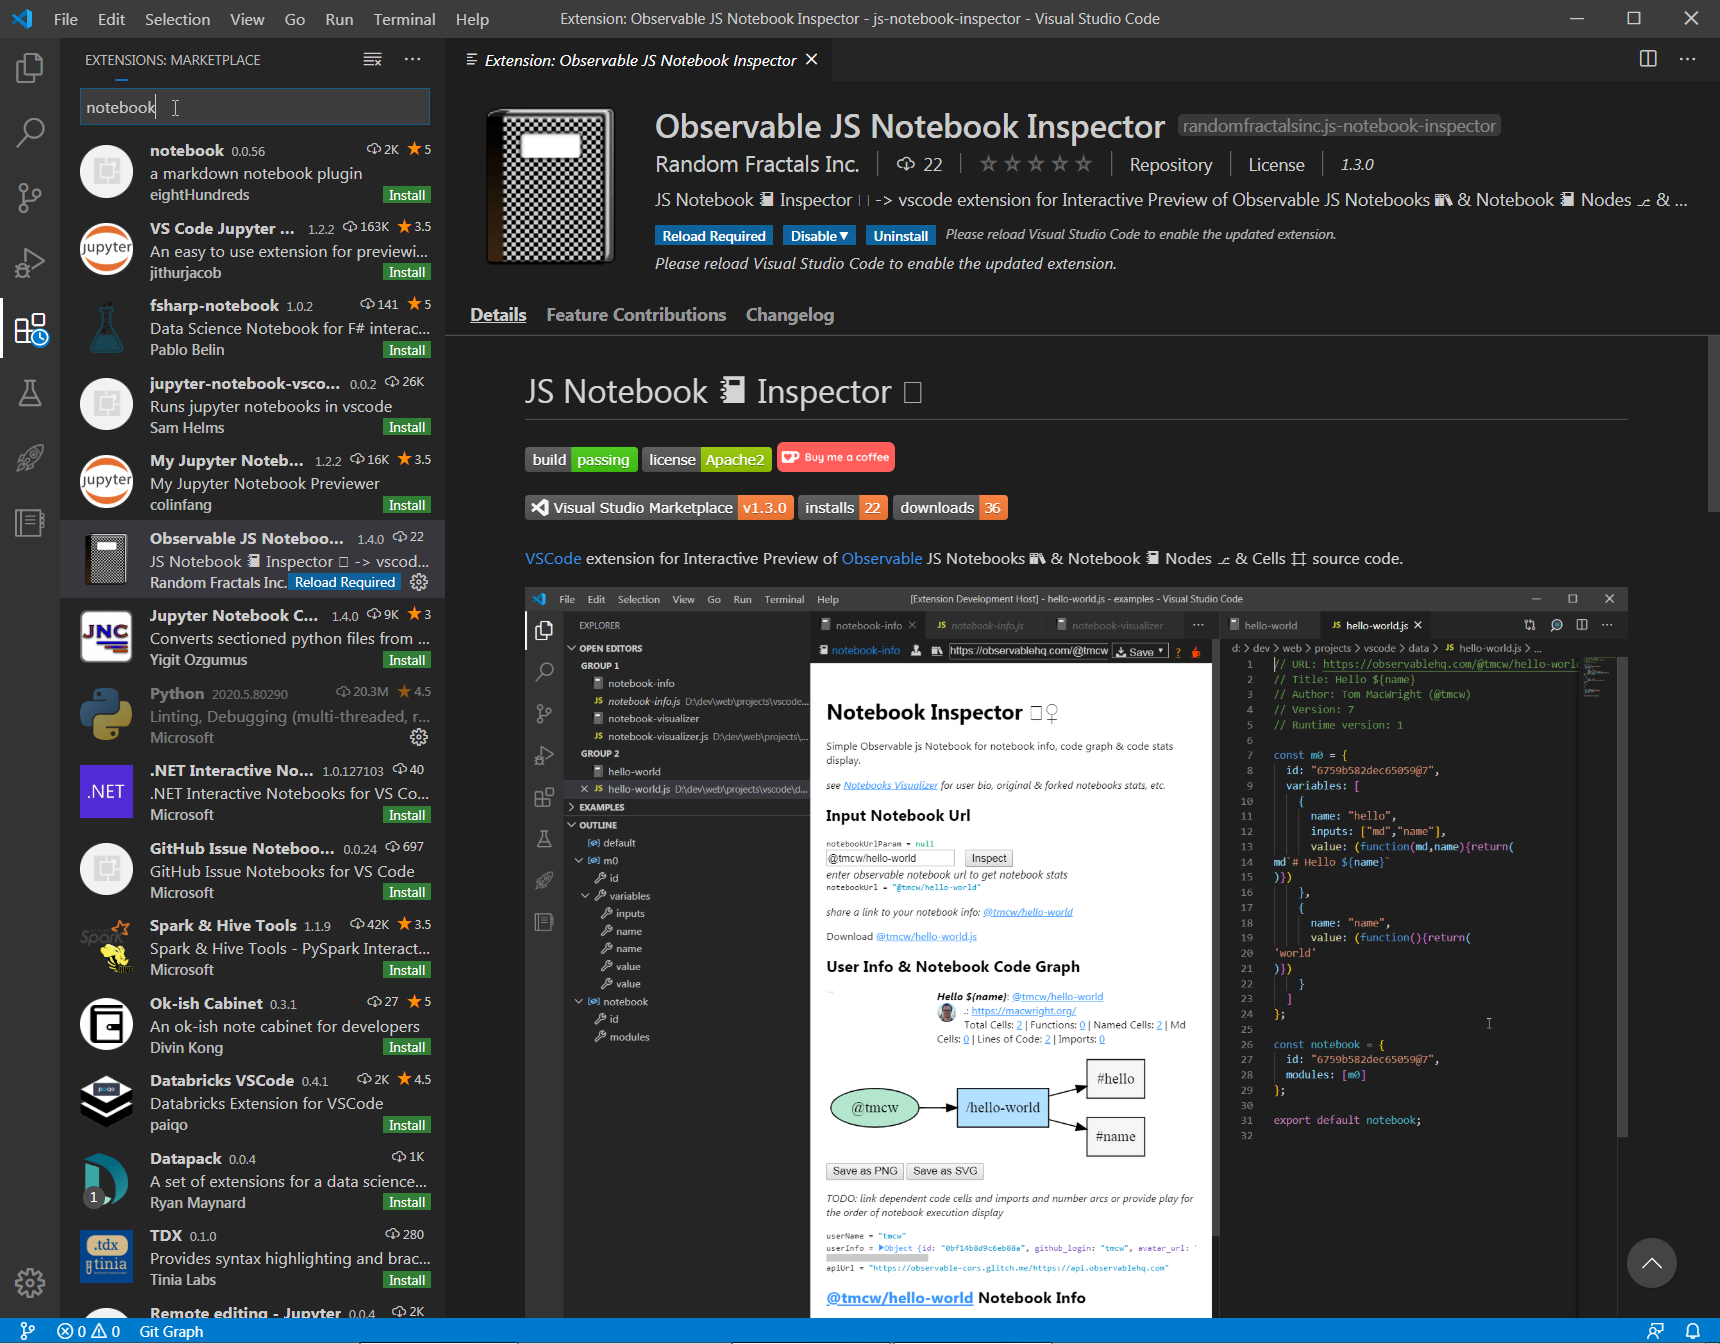 File Edit Selection View Go Run Terminal Help
Extension: Observable JS Notebook Inspector - js-notebook-inspector - Visual Studio Code
EXTENSIONS: MARKETPLACE
notebook
notebook 0.0.56 2K 5
a markdown notebook plugin
eightHundreds Install
VS Code Jupyter ... 1.2.2 163K 3.5
An easy to use extension for previewi...
jithurjacob Install
fsharp-notebook 1.0.2 141 5
Data Science Notebook for F# interac...
Pablo Belin Install
jupyter-notebook-vsco... 0.0.2 26K
Runs jupyter notebooks in vscode
Sam Helms Install
My Jupyter Noteb... 1.2.2 16K 3.5
My Jupyter Notebook Previewer
colinfang Install
Observable JS Noteboo... 1.4.0 22
JS Notebook Inspector -> vscod...
Random Fractals Inc. Reload Required
Jupyter Notebook C... 1.4.0 9K 3
Converts sectioned python files from ...
Yigit Ozgumus Install
Python 2020.5.80290 20.3M 4.5
Linting, Debugging (multi-threaded, r...
Microsoft
.NET Interactive No... 1.0.127103 40
.NET Interactive Notebooks for VS Co...
Microsoft Install
GitHub Issue Noteboo... 0.0.24 697
GitHub Issue Notebooks for VS Code
Microsoft Install
Spark & Hive Tools 1.1.9 42K 3.5
Spark & Hive Tools - PySpark Interact...
Microsoft Install
Ok-ish Cabinet 0.3.1 27 5
An ok-ish note cabinet for developers
Divin Kong Install
Databricks VSCode 0.4.1 2K 4.5
Databricks Extension for VSCode
paiqo Install
Datapack 0.0.4 1K
A set of extensions for a data science...
Ryan Maynard Install
TDX 0.1.0 280
Provides syntax highlighting and brac...
Tinia Labs Install
Remote editing - Jupyter 0.0.4 2K
jupyter
jupyter
JNC
.NET
Spark
HIVE
paiqo
1
.tdx
tinia
Extension: Observable JS Notebook Inspector
Observable JS Notebook Inspector randomfractalsinc.js-notebook-inspector
Random Fractals Inc. 22 Repository License 1.3.0
JS Notebook Inspector -> vscode extension for Interactive Preview of Observable JS Notebooks & Notebook Nodes & ...
Reload Required Disable▼ Uninstall Please reload Visual Studio Code to enable the updated extension.
Please reload Visual Studio Code to enable the updated extension.
Details Feature Contributions Changelog
JS Notebook Inspector
build passing license Apache2 Buy me a coffee
Visual Studio Marketplace v1.3.0 installs 22 downloads 36
VSCode extension for Interactive Preview of Observable JS Notebooks & Notebook Nodes & Cells source code.
File Edit Selection View Go Run Terminal Help [Extension Development Host] - hello-world.js - examples - Visual Studio Code
EXPLORER
OPEN EDITORS
GROUP 1
notebook-info
JS notebook-info.js D:\dev\web\projects\vscode...
notebook-visualizer
JS notebook-visualizer.js D:\dev\web\projects\...
GROUP 2
hello-world
JS hello-world.js D:\dev\web\projects\vscode\d...
EXAMPLES
OUTLINE
default
m0
id
variables
inputs
name
name
value
value
notebook
id
modules
notebook-info JS notebook-info.js notebook-visualizer ...
notebook-info https://observablehq.com/@tmcw Save ?
Notebook Inspector
Simple Observable js Notebook for notebook info, code graph & code stats
display.
see Notebooks Visualizer for user bio, original & forked notebooks stats, etc.
Input Notebook Url
notebookUrlParam = null
@tmcw/hello-world Inspect
enter observable notebook url to get notebook stats
notebookUrl = "@tmcw/hello-world"
share a link to your notebook info: @tmcw/hello-world
Download @tmcw/hello-world.js
User Info & Notebook Code Graph
Hello ${name}: @tmcw/hello-world
.: https://macwright.org/
Total Cells: 2 | Functions: 0 | Named Cells: 2 | Md
Cells: 0 | Lines of Code: 2 | Imports: 0
@tmcw /hello-world #hello
#name
Save as PNG Save as SVG
TODO: link dependent code cells and imports and number arcs or provide play for
the order of notebook execution display
userName = "tmcw"
userInfo = ▶Object {id: "0bf14b8d9c6eb88a", github_login: "tmcw", avatar_url: "
apiUrl = "https://observable-cors.glitch.me/https://api.observablehq.com"
@tmcw/hello-world Notebook Info
hello-world JS hello-world.js ...
d: > dev > web > projects > vscode > data > JS hello-world.js > ...
1 // URL: https://observablehq.com/@tmcw/hello-worl
2 // Title: Hello ${name}
3 // Author: Tom MacWright (@tmcw)
4 // Version: 7
5 // Runtime version: 1
6
7 const m0 = {
8 id: "6759b582dec65059@7",
9 variables: [
10 {
11 name: "hello",
12 inputs: ["md","name"],
13 value: (function(md,name){return(
14 md`# Hello ${name}`
15 )})
16 },
17 {
18 name: "name",
19 value: (function(){return(
20 'world'
21 )})
22 }
23 ]
24 };
25
26 const notebook = {
27 id: "6759b582dec65059@7",
28 modules: [m0]
29 };
30
31 export default notebook;
32
0 0 Git Graph